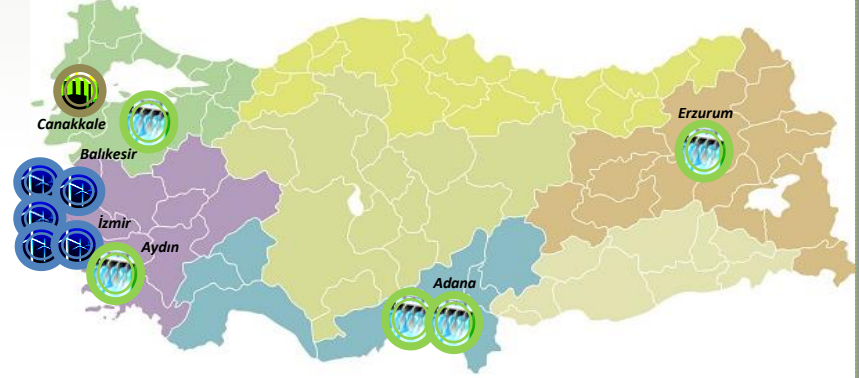 Erzurum
Canakkale
Balıkesir
İzmir
Aydın
Adana